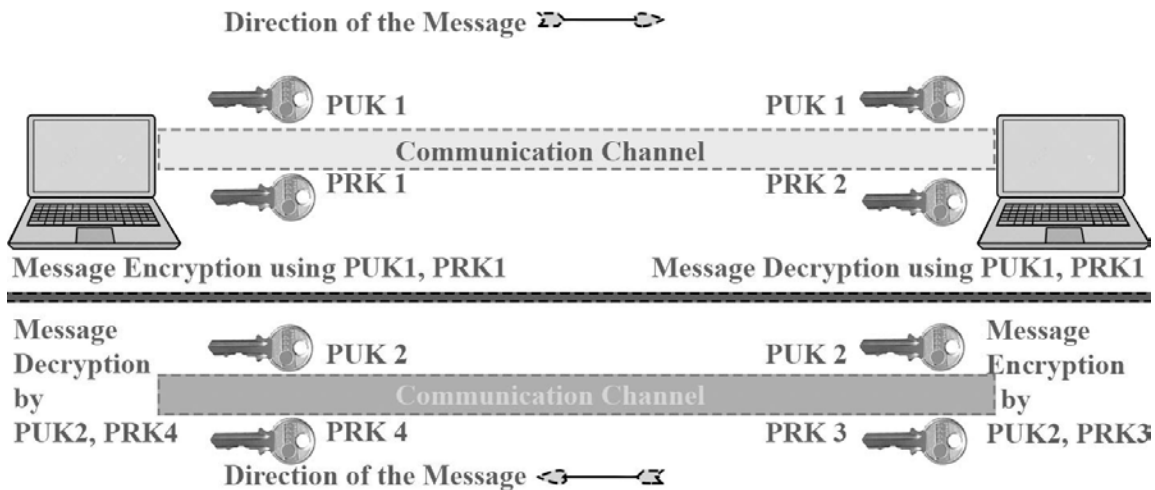 Direction of the Message
PUK 1
PUK 1
Communication Channel
PRK 1
PRK 2
Message Encryption using PUK1, PRK1
Message Decryption using PUK1, PRK1
Message
Decryption
by
PUK2, PRK4
PUK 2
PUK 2
Message
Encryption
by
PUK2, PRK3
Communication Channel
PRK 4
PRK 3
Direction of the Message